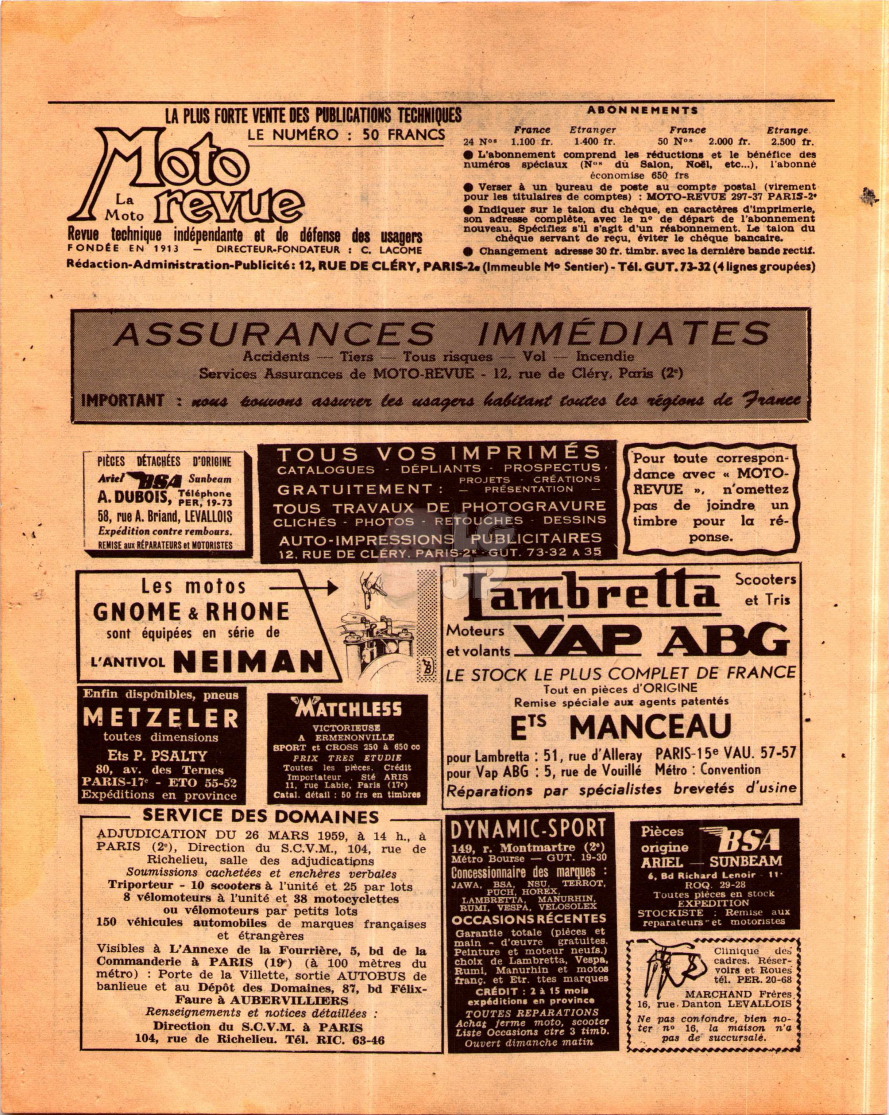 LA PLUS FORTE VENTE DES PUBLICATIONS TECHNIQUES
LE NUMÉRO : 50 FRANCS
La Moto
Moto revue
Revue technique indépendante et de défense des usagers
FONDÉE EN 1913 — DIRECTEUR-FONDATEUR : C. LACOME
ABONNEMENTS
France Etranger France Etrange.
24 Nos 1.100 fr. 1.400 fr. 50 Nos 2.000 fr. 2.500 fr.
● L'abonnement comprend les réductions et le bénéfice des
numéros spéciaux (Nos du Salon, Noël, etc...), l'abonné
économise 650 frs
● Verser à un bureau de poste au compte postal (virement
pour les titulaires de comptes) : MOTO-REVUE 297-37 PARIS-2e
● Indiquer sur le talon du chèque, en caractères d'imprimerie,
son adresse complète, avec le no de départ de l'abonnement
nouveau. Spécifiez s'il s'agit d'un réabonnement. Le talon du
chèque servant de reçu, éviter le chèque bancaire.
● Changement adresse 30 fr. timbr. avec la dernière bande rectif.
Rédaction-Administration-Publicité : 12, RUE DE CLÉRY, PARIS-2e (Immeuble Mo Sentier) - Tél. GUT. 73-32 (4 lignes groupées)
ASSURANCES IMMÉDIATES
Accidents — Tiers — Tous risques — Vol — Incendie
Services Assurances de MOTO-REVUE - 12, rue de Cléry, Paris (2e)
IMPORTANT : nous pouvons assurer les usagers habitant toutes les régions de France
PIÈCES DÉTACHÉES D'ORIGINE
Ariel BSA Sunbeam
A. DUBOIS, Téléphone PER. 19-73
58, rue A. Briand, LEVALLOIS
Expédition contre rembours.
REMISE aux RÉPARATEURS et MOTORISTES
TOUS VOS IMPRIMÉS
CATALOGUES - DÉPLIANTS - PROSPECTUS
GRATUITEMENT : PROJETS - CRÉATIONS
— PRÉSENTATION —
TOUS TRAVAUX DE PHOTOGRAVURE
CLICHÉS - PHOTOS - RETOUCHES - DESSINS
AUTO-IMPRESSIONS PUBLICITAIRES
12, RUE DE CLÉRY, PARIS-2e GUT. 73-32 A 35
Pour toute correspon-
dance avec « MOTO-
REVUE », n'omettez
pas de joindre un
timbre pour la ré-
ponse.
Les motos
GNOME & RHONE
sont équipées en série de
L'ANTIVOL NEIMAN
Lambretta Scooters et Tris
Moteurs et volants VAP ABG
LE STOCK LE PLUS COMPLET DE FRANCE
Tout en pièces d'ORIGINE
Remise spéciale aux agents patentés
Ets MANCEAU
pour Lambretta : 51, rue d'Alleray PARIS-15e VAU. 57-57
pour Vap ABG : 5, rue de Vouillé Métro : Convention
Réparations par spécialistes brevetés d'usine
Enfin disponibles, pneus
METZELER
toutes dimensions
Ets P. PSALTY
80, av. des Ternes
PARIS-17e - ETO 55-52
Expéditions en province
MATCHLESS
VICTORIEUSE
A ERMENONVILLE
SPORT et CROSS 250 à 650 cc
PRIX TRES ETUDIE
Toutes les pièces. Crédit
Importateur . Sté ARIS
11, rue Labie, Paris (17e)
Catal. détail : 50 frs en timbres
SERVICE DES DOMAINES
ADJUDICATION DU 26 MARS 1959, à 14 h., à
PARIS (2e), Direction du S.C.V.M., 104, rue de
Richelieu, salle des adjudications
Soumissions cachetées et enchères verbales
Triporteur - 10 scooters à l'unité et 25 par lots
8 vélomoteurs à l'unité et 38 motocyclettes
ou vélomoteurs par petits lots
150 véhicules automobiles de marques françaises
et étrangères
Visibles à L'Annexe de la Fourrière, 5, bd de la
Commanderie à PARIS (19e) (à 100 mètres du
métro) : Porte de la Villette, sortie AUTOBUS de
banlieue et au Dépôt des Domaines, 87, bd Félix-
Faure à AUBERVILLIERS
Renseignements et notices détaillées :
Direction du S.C.V.M. à PARIS
104, rue de Richelieu. Tél. RIC. 63-46
DYNAMIC-SPORT
149, r. Montmartre (2e)
Métro Bourse — GUT. 19-30
Concessionnaire des marques :
JAWA, BSA, NSU, TERROT,
PUCH, HOREX,
LAMBRETTA, MANURHIN,
RUMI, VESPA, VELOSOLEX
OCCASIONS RÉCENTES
Garantie totale (pièces et
main - d'œuvre gratuites.
Peinture et moteur neufs.)
choix de Lambretta, Vespa,
Rumi, Manurhin et motos
franç. et Etr. ttes marques
CRÉDIT : 2 à 15 mois
expéditions en province
TOUTES REPARATIONS
Achat ferme moto, scooter
Liste Occasions ctre 3 timb.
Ouvert dimanche matin
Pièces origine BSA
ARIEL — SUNBEAM
6, Bd Richard Lenoir - 11e
ROQ. 29-28
Toutes pièces en stock
EXPEDITION
STOCKISTE : Remise aux
réparateurs et motoristes
Clinique des
cadres, Réser-
voirs et Roues
tél. PER. 20-68
MARCHAND Frères
16, rue Danton LEVALLOIS
Ne pas confondre, bien no-
ter no 16, la maison n'a
pas de succursale.